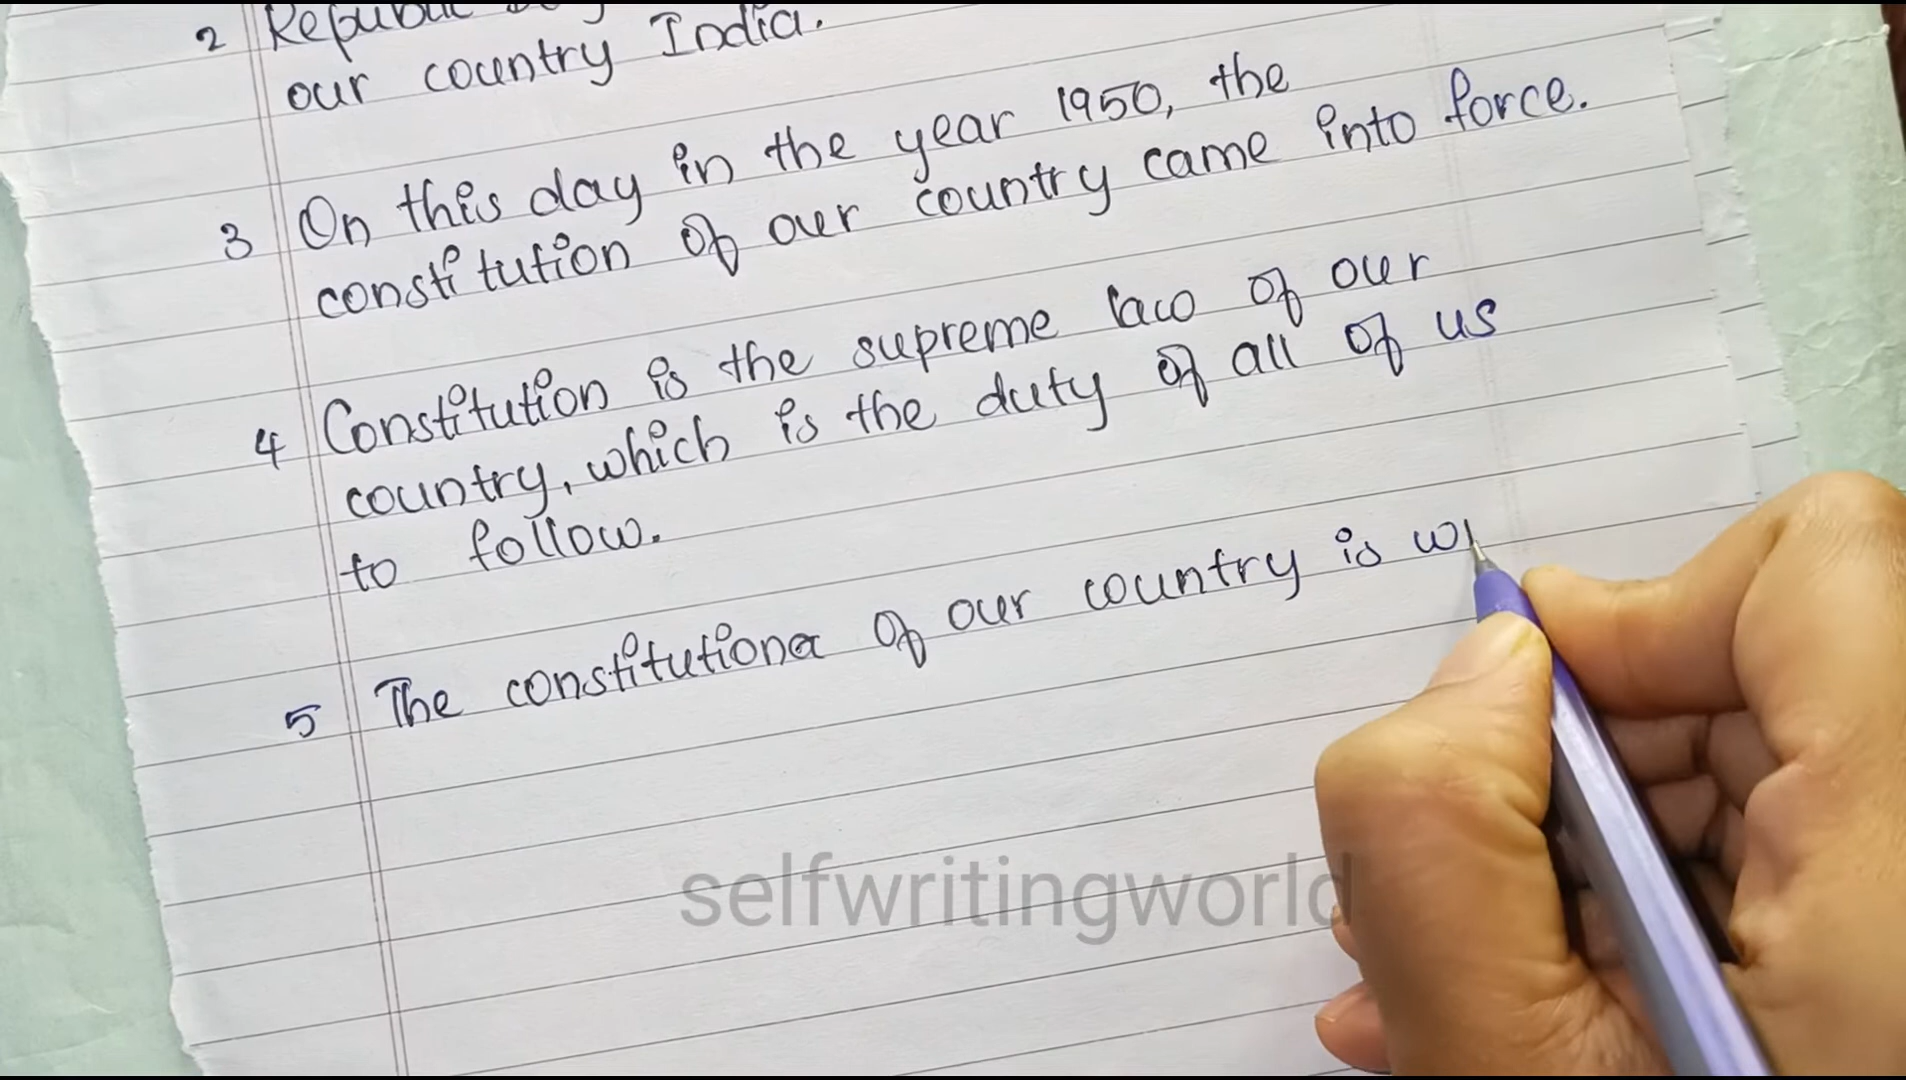 2 Republic
our country India.
3 On this day in the year 1950, the
constitution of our country came into force.
4 Constitution is the supreme law of our
country, which is the duty of all of us
to follow.
5 The constitutiona of our country is
selfwritingworld